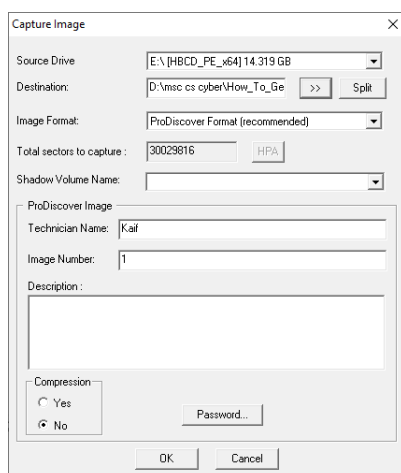 Capture Image
Source Drive E:\ [HBCD_PE_x64] 14.319 GB
Destination: D:\msc cs cyber\How_To_Ge >> Split
Image Format: ProDiscover Format (recommended)
Total sectors to capture : 30029816 HPA
Shadow Volume Name:
ProDiscover Image
Technician Name: Kaif
Image Number: 1
Description :
Compression
Yes
No
Password...
OK Cancel